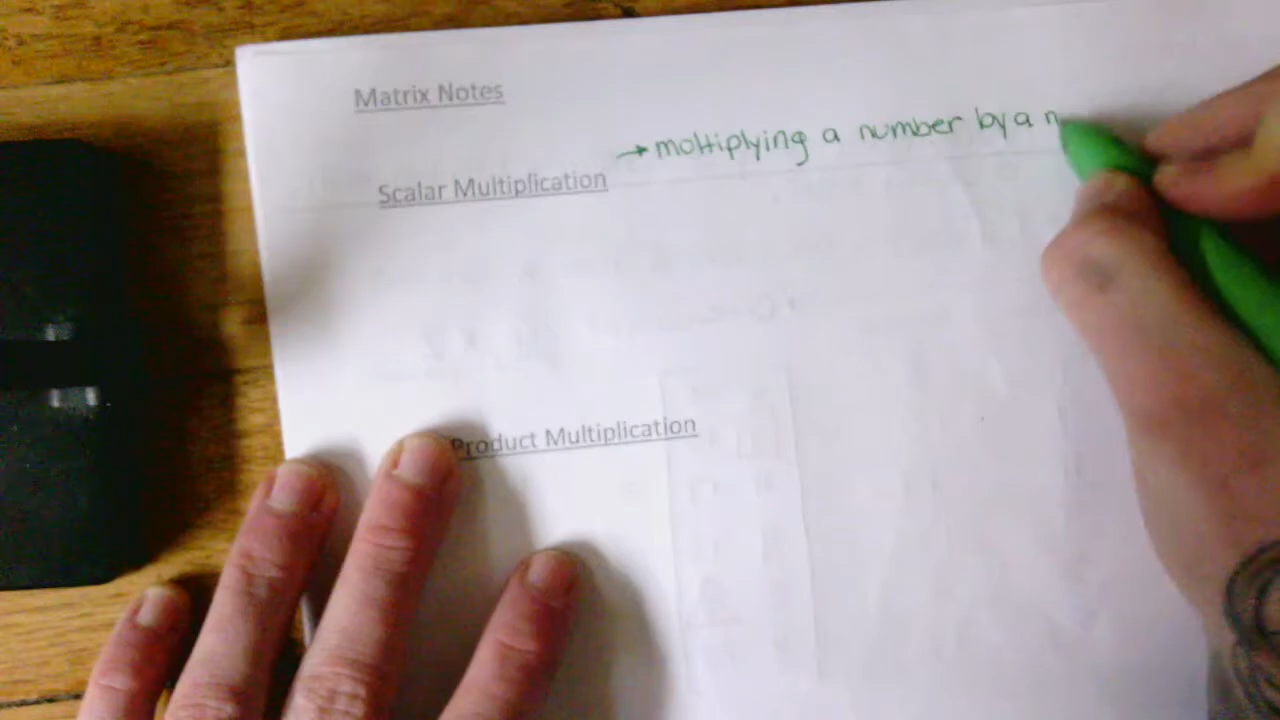 Matrix Notes
→ moltiplying a number by a m
Scalar Multiplication
Product Multiplication